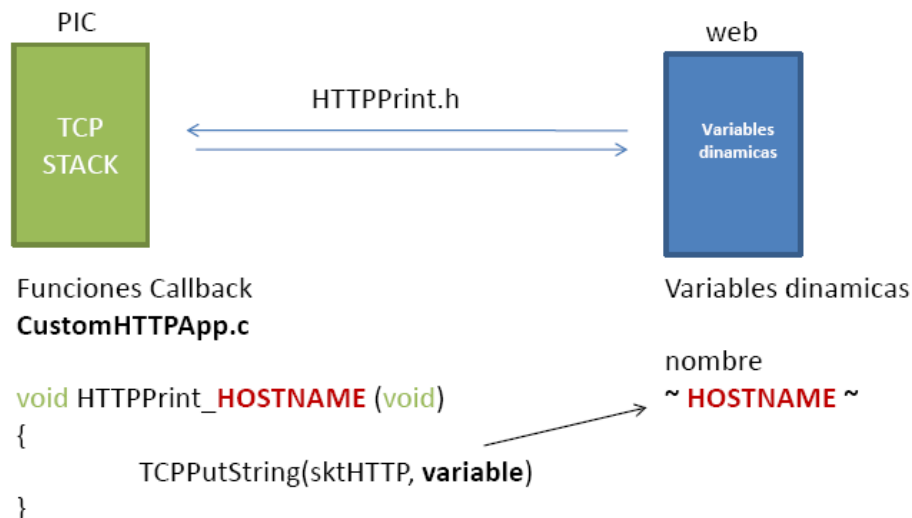 PIC
web
HTTPPrint.h
TCP
STACK
Variables
dinamicas
Funciones Callback
CustomHTTPApp.c
Variables dinamicas
nombre
~ HOSTNAME ~
void HTTPPrint_HOSTNAME (void)
{
TCPPutString(sktHTTP, variable)
}